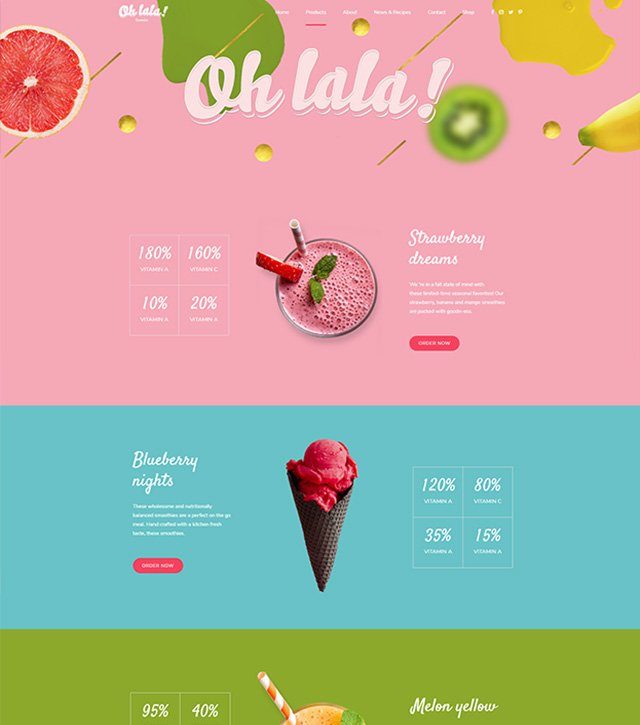 Oh lala!
Home Products About News & Recipes Contact Shop
Oh lala!
180% 160%
VITAMIN A VITAMIN C
10% 20%
VITAMIN A VITAMIN A
Strawberry
dreams
We're in a fall state of mind with
these limited-time seasonal favorites! Our
strawberry, banana and mango smoothies
are packed with goodn-ess.
ORDER NOW
Blueberry
nights
These wholesome and nutritionally
balanced smoothies are a perfect on the go
meal. Hand crafted with a kitchen fresh
taste, these smoothies.
ORDER NOW
120% 80%
VITAMIN A VITAMIN C
35% 15%
VITAMIN A VITAMIN A
95% 40%
Melon yellow